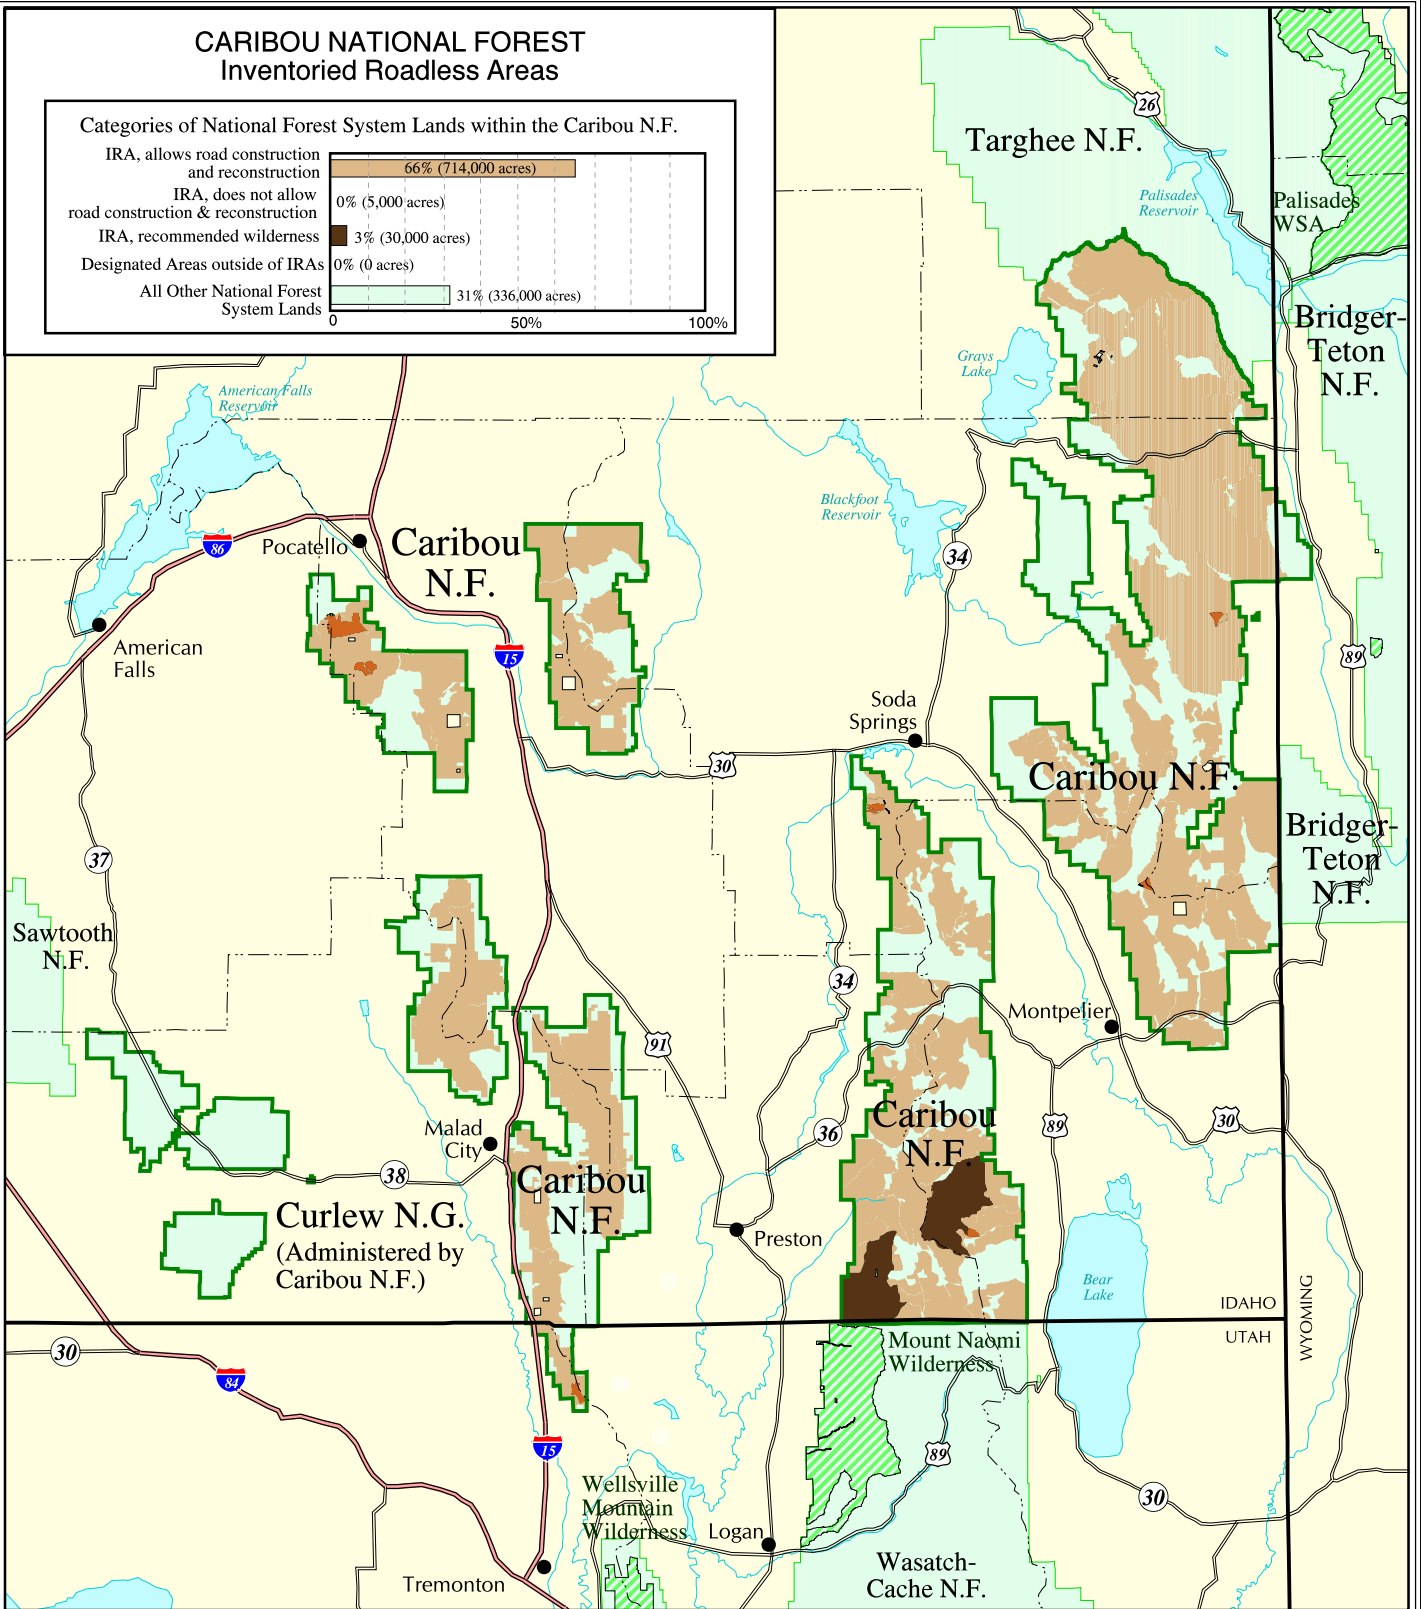 CARIBOU NATIONAL FOREST
Inventoried Roadless Areas
Categories of National Forest System Lands within the Caribou N.F.
IRA, allows road construction
and reconstruction
66% (714,000 acres)
IRA, does not allow
road construction & reconstruction
0% (5,000 acres)
IRA, recommended wilderness
3% (30,000 acres)
Designated Areas outside of IRAs
0% (0 acres)
All Other National Forest
System Lands
31% (336,000 acres)
0
50%
100%
26
Targhee N.F.
Palisades
Reservoir
Palisades
WSA
Bridger-
Teton
N.F.
Grays
Lake
American Falls
Reservoir
Blackfoot
Reservoir
86
Pocatello
Caribou
N.F.
34
American
Falls
15
89
Soda
Springs
30
Caribou N.F.
Bridger-
Teton
N.F.
37
Sawtooth
N.F.
34
Montpelier
91
Malad
City
36
Caribou
N.F.
89
30
38
Caribou
N.F.
Curlew N.G.
(Administered by
Caribou N.F.)
Preston
Bear
Lake
IDAHO
UTAH
WYOMING
30
84
Mount Naomi
Wilderness
15
89
Wellsville
Mountain
Wilderness
30
Logan
Tremonton
Wasatch-
Cache N.F.